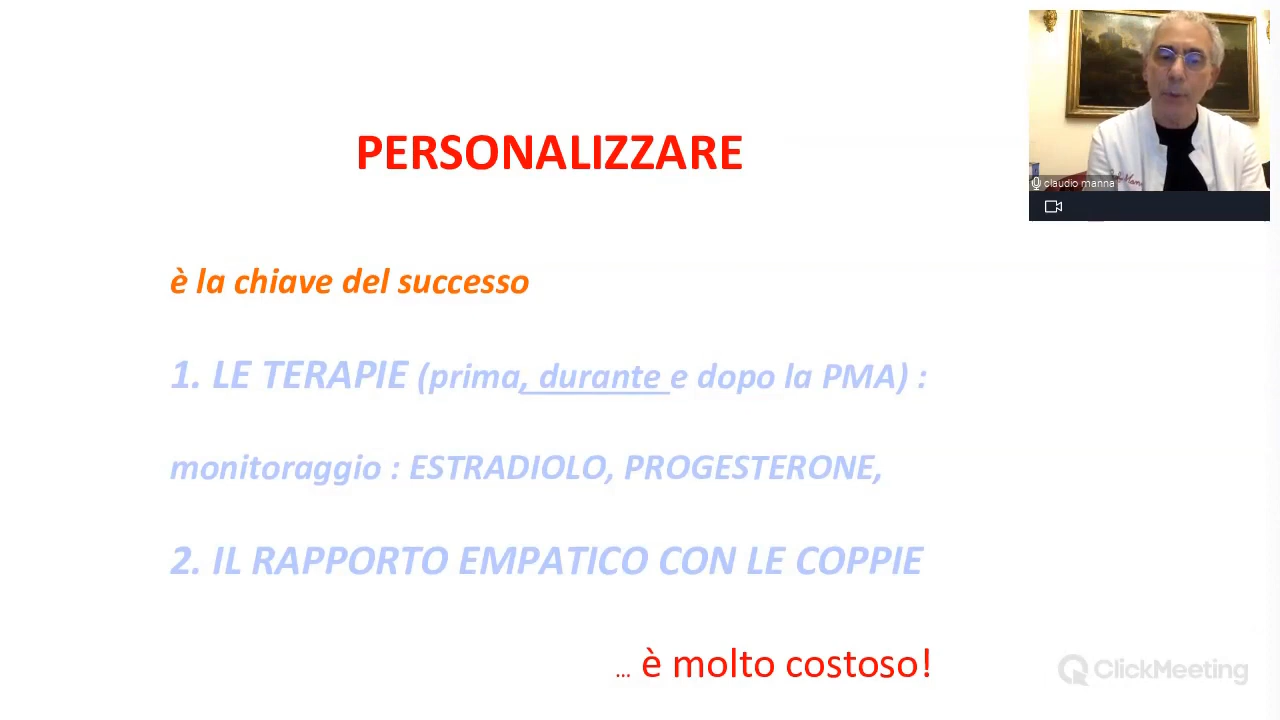 PERSONALIZZARE
claudio manna
è la chiave del successo
1. LE TERAPIE (prima, durante e dopo la PMA) :
monitoraggio : ESTRADIOLO, PROGESTERONE,
2. IL RAPPORTO EMPATICO CON LE COPPIE
... è molto costoso!
ClickMeeting